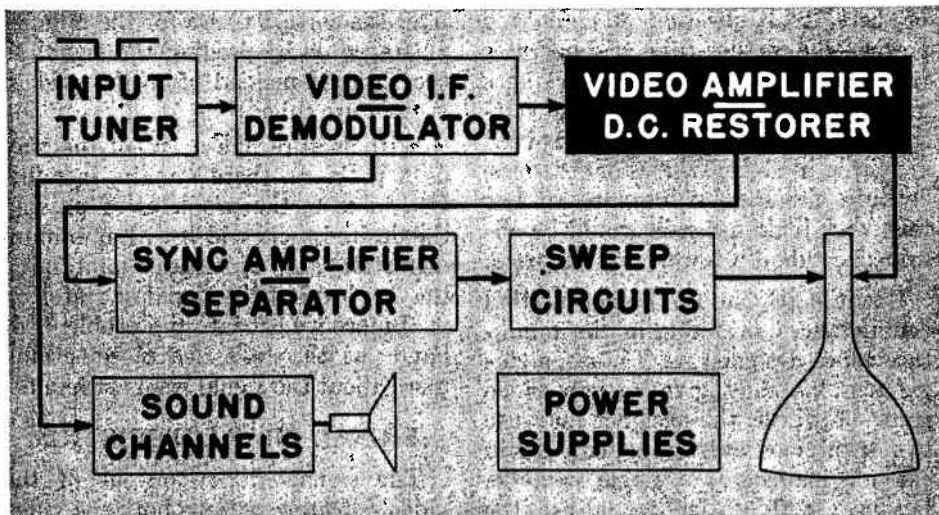 INPUT
TUNER
VIDEO I.F.
DEMODULATOR
VIDEO AMPLIFIER
D.C. RESTORER
SYNC AMPLIFIER
SEPARATOR
SWEEP
CIRCUITS
SOUND
CHANNELS
POWER
SUPPLIES